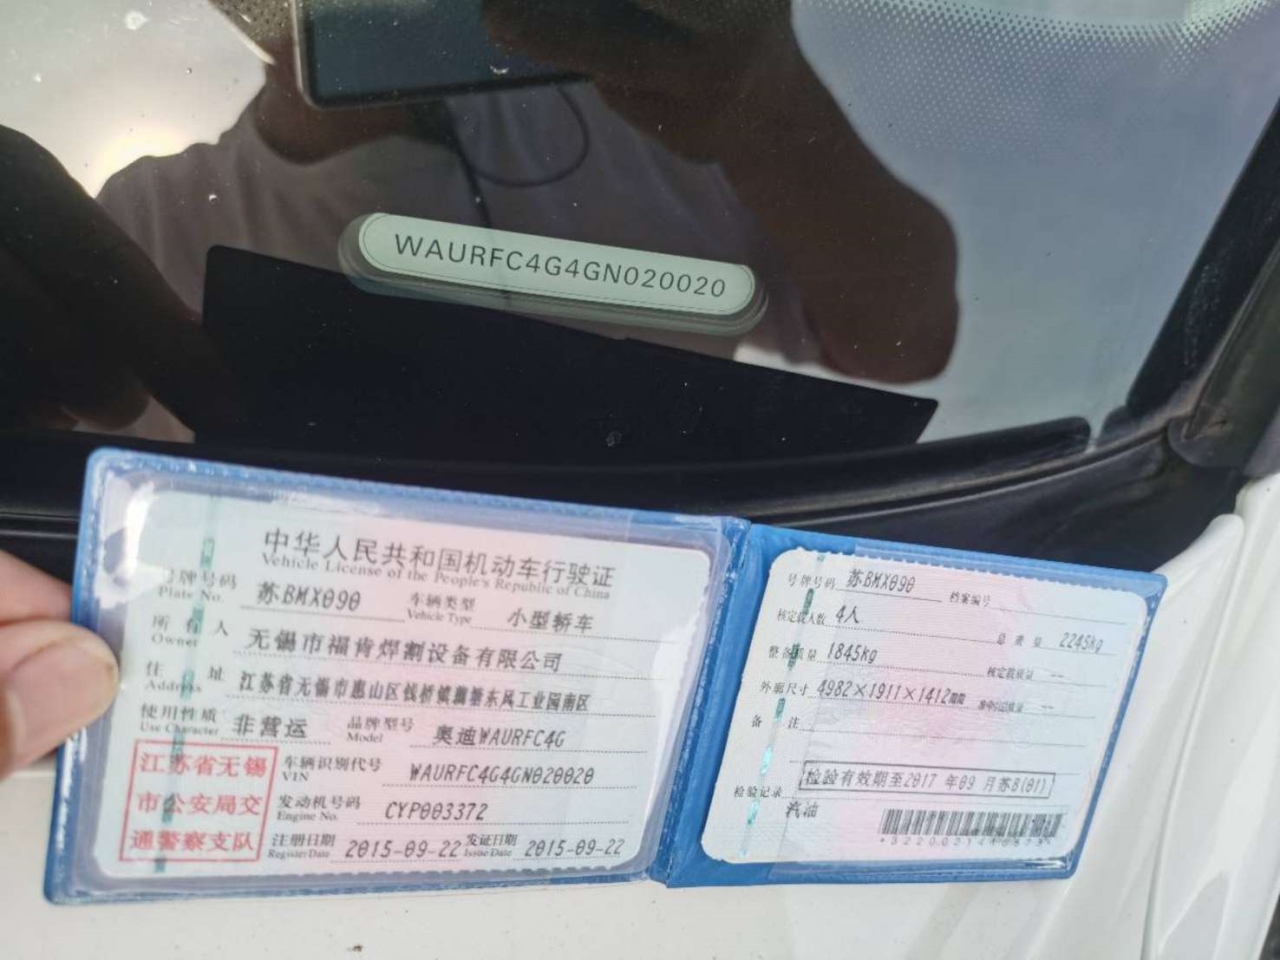 WAURFC4G4GN020020
中华人民共和国机动车行驶证
Vehicle License of the People's Republic of China
号牌号码 苏BMX090 车辆类型 小型轿车
Plate No. Vehicle Type
所有人 无锡市福肯焊割设备有限公司
Owner
住址 江苏省无锡市惠山区钱桥镇藕塘东风工业园南区
Address
使用性质 非营运 品牌型号 奥迪WAURFC4G
Use Character Model
江苏省无锡
市公安局交
通警察支队
车辆识别代号 WAURFC4G4GN020020
VIN
发动机号码 CYP003372
Engine No.
注册日期 2015-09-22 发证日期 2015-09-22
Register Date Issue Date
号牌号码 苏BMX090 档案编号
核定载人数 4人 总质量 2245kg
整备质量 1845kg 核定载质量 --
外廓尺寸 4982×1911×1412mm 准牵引总质量 --
备注
检验有效期至2017年09月苏B(01)
检验记录
汽油